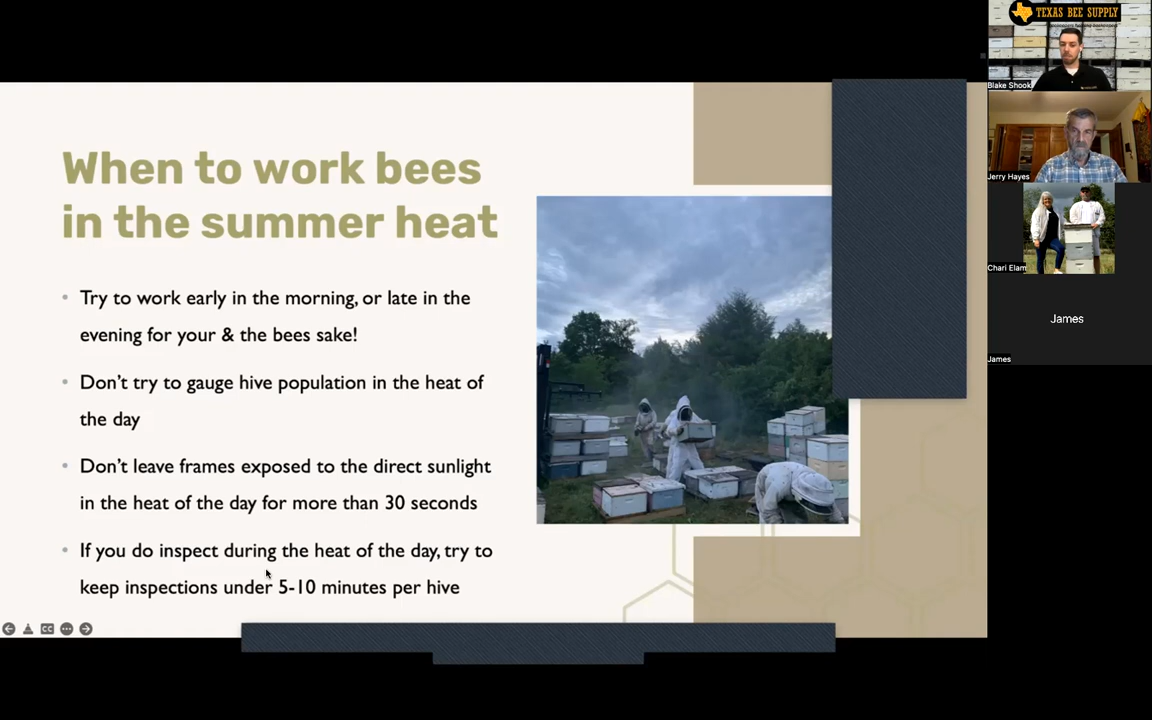 When to work bees
in the summer heat
• Try to work early in the morning, or late in the
evening for your & the bees sake!
• Don't try to gauge hive population in the heat of
the day
• Don't leave frames exposed to the direct sunlight
in the heat of the day for more than 30 seconds
• If you do inspect during the heat of the day, try to
keep inspections under 5-10 minutes per hive
CC
TEXAS BEE SUPPLY
Blake Shook
Jerry Hayes
Chari Elam
James
James